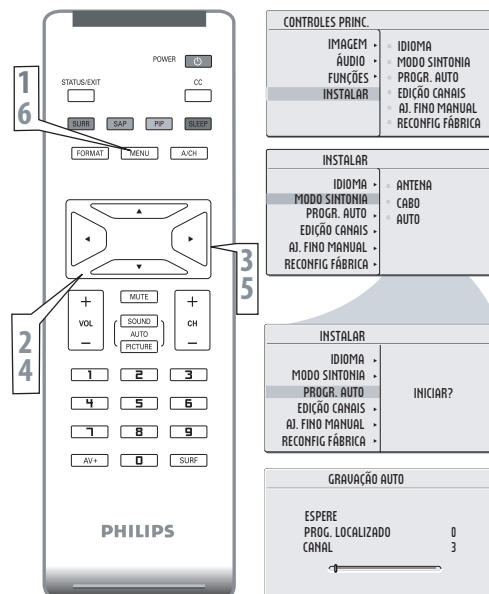 POWER
STATUS/EXIT
CC
1
6
SURR SAP PIP SLEEP
FORMAT MENU A/CH
3
5
2
4
+ MUTE +
VOL SOUND CH
AUTO
PICTURE
– –
1 2 3
4 5 6
7 8 9
AV+ 0 SURF
PHILIPS
CONTROLES PRINC.
IMAGEM IDIOMA
ÁUDIO MODO SINTONIA
FUNÇÕES PROGR. AUTO
INSTALAR EDIÇÃO CANAIS
AJ. FINO MANUAL
RECONFIG FÁBRICA
INSTALAR
IDIOMA ANTENA
MODO SINTONIA CABO
PROGR. AUTO AUTO
EDIÇÃO CANAIS
AJ. FINO MANUAL
RECONFIG FÁBRICA
INSTALAR
IDIOMA
MODO SINTONIA
PROGR. AUTO INICIAR?
EDIÇÃO CANAIS
AJ. FINO MANUAL
RECONFIG FÁBRICA
GRAVAÇÃO AUTO
ESPERE
PROG. LOCALIZADO 0
CANAL 3